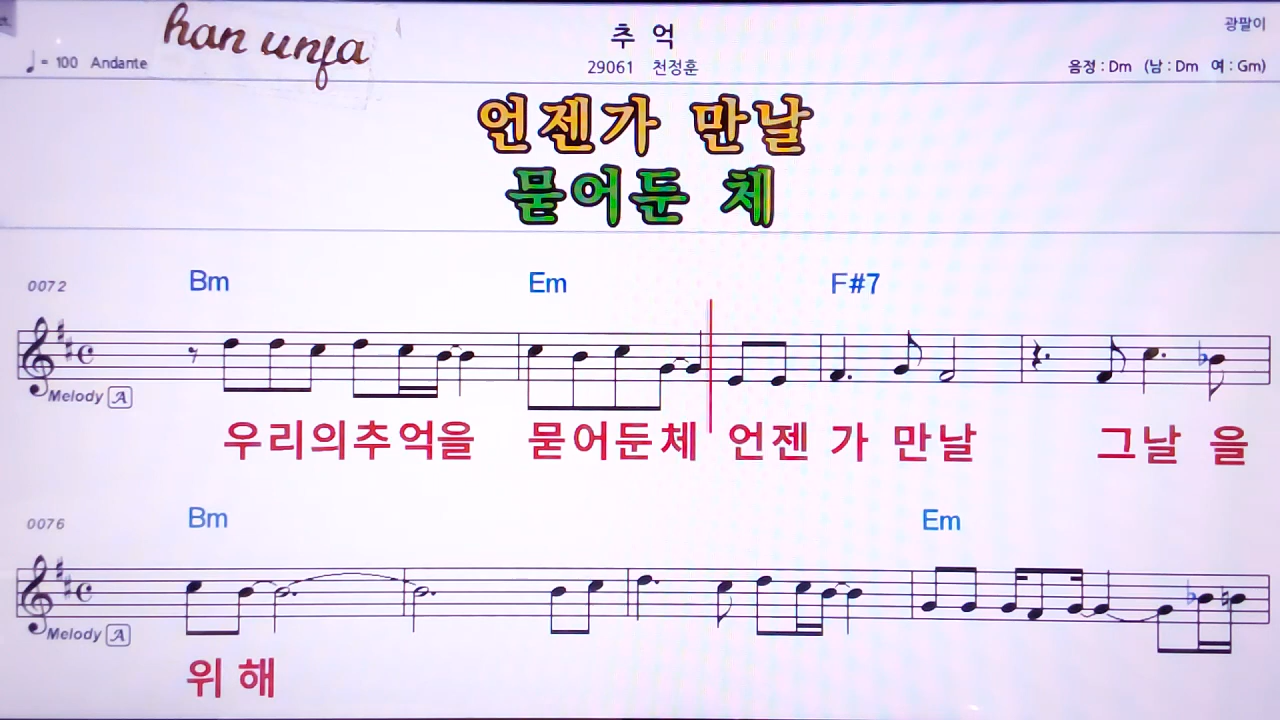 han unfa
추 억
광팔이
♩ = 100 Andante
29061 천정훈
음정 : Dm (남 : Dm 여 : Gm)
언젠가 만날
묻어둔 체
0072 Bm Em F#7
Melody A
우리의추억을 묻어둔체 언젠 가 만날 그날 을
0076 Bm Em
Melody A
위 해